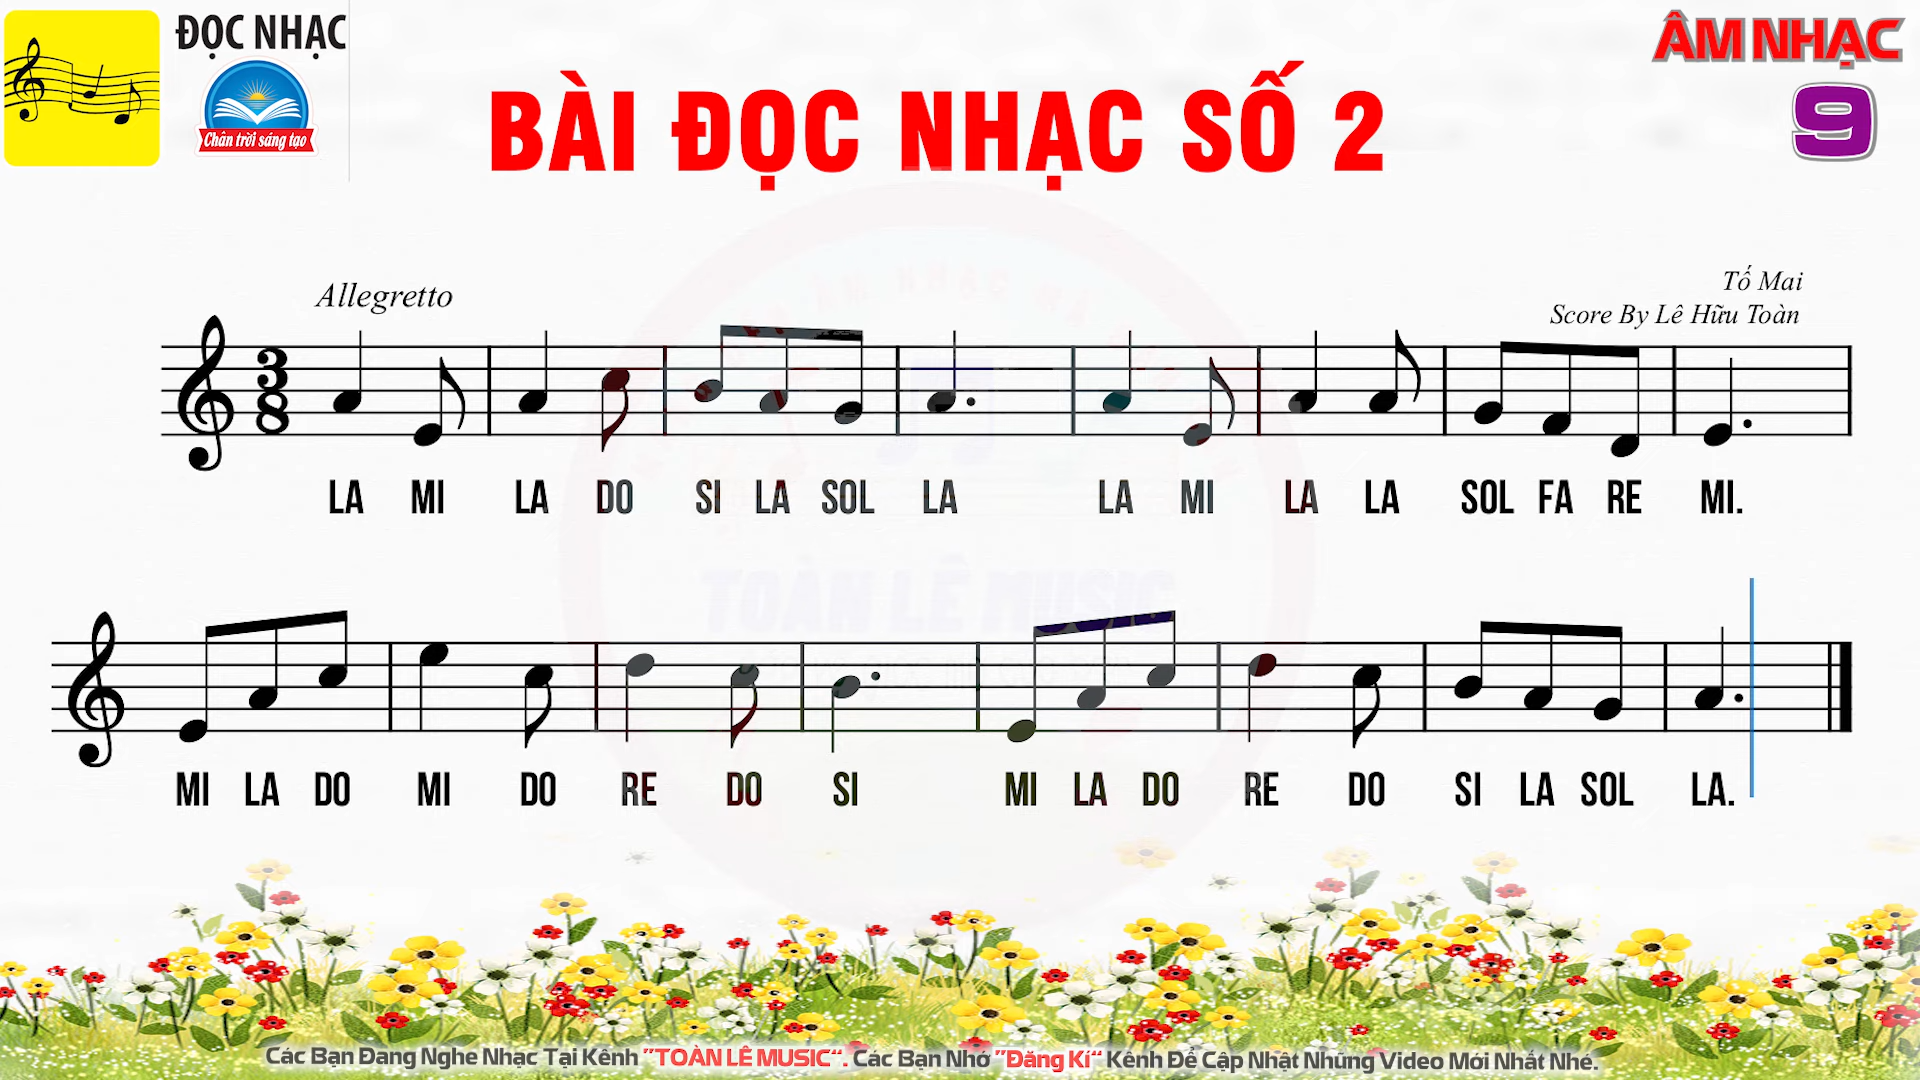 ĐỌC NHẠC
Chân trời sáng tạo
ÂM NHẠC
9
BÀI ĐỌC NHẠC SỐ 2
Allegretto
Tố Mai
Score By Lê Hữu Toàn
3
8
LA MI LA DO SI LA SOL LA LA MI LA LA SOL FA RE MI.
TOÀN LÊ MUSIC
MI LA DO MI DO RE DO SI MI LA DO RE DO SI LA SOL LA.
Các Bạn Đang Nghe Nhạc Tại Kênh "TOÀN LÊ MUSIC". Các Bạn Nhớ "Đăng Kí" Kênh Để Cập Nhật Những Video Mới Nhất Nhé.